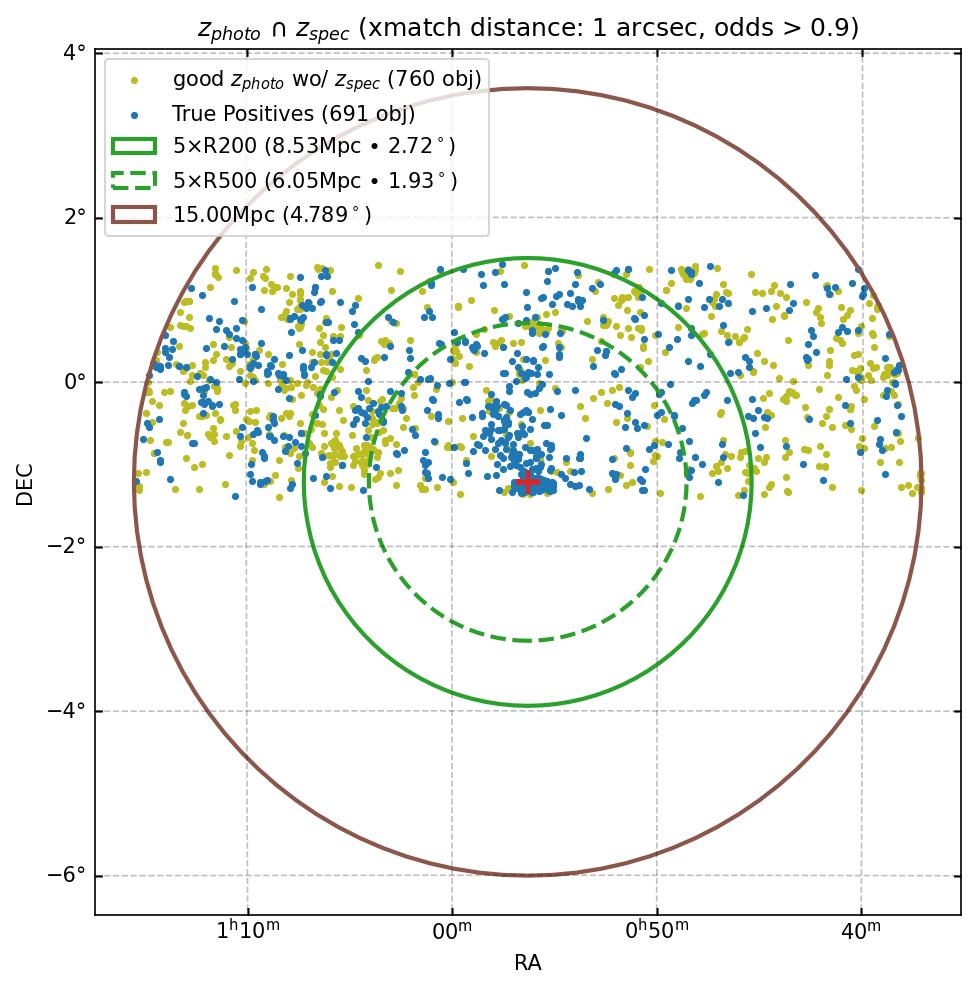 z_photo ∩ z_spec (xmatch distance: 1 arcsec, odds > 0.9)
good z_photo wo/ z_spec (760 obj)
True Positives (691 obj)
5×R200 (8.53Mpc • 2.72°)
5×R500 (6.05Mpc • 1.93°)
15.00Mpc (4.789°)
4°
2°
0°
−2°
−4°
−6°
DEC
1ʰ10ᵐ 00ᵐ 0ʰ50ᵐ 40ᵐ
RA